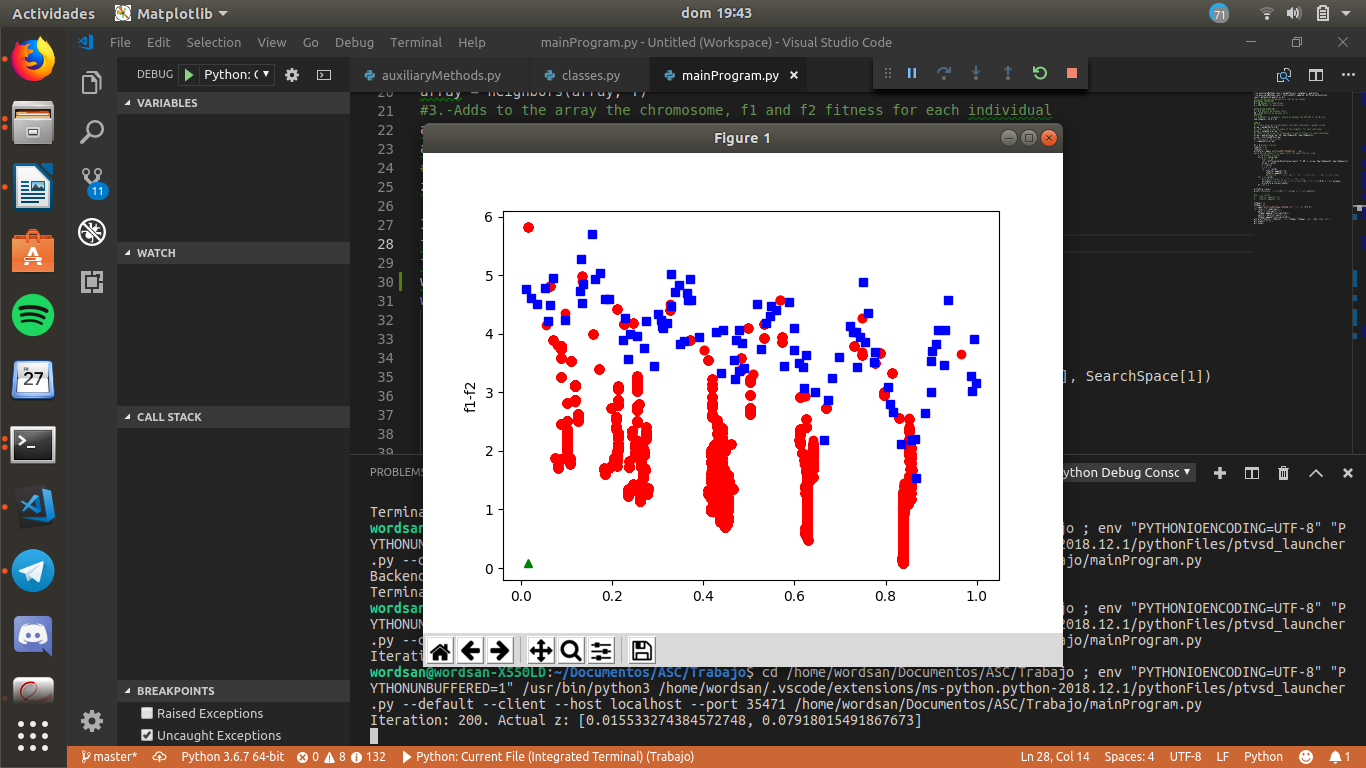 Actividades Matplotlib dom 19:43 71
File Edit Selection View Go Debug Terminal Help mainProgram.py - Untitled (Workspace) - Visual Studio Code
DEBUG Python: C
auxiliaryMethods.py classes.py mainProgram.py
VARIABLES
WATCH
CALL STACK
BREAKPOINTS
Raised Exceptions
Uncaught Exceptions
11
27
20 array = neighbors(array, T)
21 #3.-Adds to the array the chromosome, f1 and f2 fitness for each individual
22
23
24 #
25
26
27
28
29
30
31
32
33
34
35 ], SearchSpace[1])
36
37
38
39
Figure 1
6
5
4
3
2
1
0
f1-f2
0.0 0.2 0.4 0.6 0.8 1.0
PROBLEMS
ython Debug Consc
Termina
wordsan ajo ; env "PYTHONIOENCODING=UTF-8" "P
YTHONUN 2018.12.1/pythonFiles/ptvsd_launcher
.py --d ajo/mainProgram.py
Backend
Termina
wordsan ajo ; env "PYTHONIOENCODING=UTF-8" "P
YTHONUN 2018.12.1/pythonFiles/ptvsd_launcher
.py --d ajo/mainProgram.py
Iterati
wordsan@wordsan-X550LD:~/Documentos/ASC/Trabajo$ cd /home/wordsan/Documentos/ASC/Trabajo ; env "PYTHONIOENCODING=UTF-8" "P
YTHONUNBUFFERED=1" /usr/bin/python3 /home/wordsan/.vscode/extensions/ms-python.python-2018.12.1/pythonFiles/ptvsd_launcher
.py --default --client --host localhost --port 35471 /home/wordsan/Documentos/ASC/Trabajo/mainProgram.py
Iteration: 200. Actual z: [0.015533274384572748, 0.07918015491867673]
master* Python 3.6.7 64-bit 0 8 132 Python: Current File (Integrated Terminal) (Trabajo) Ln 28, Col 14 Spaces: 4 UTF-8 LF Python 1